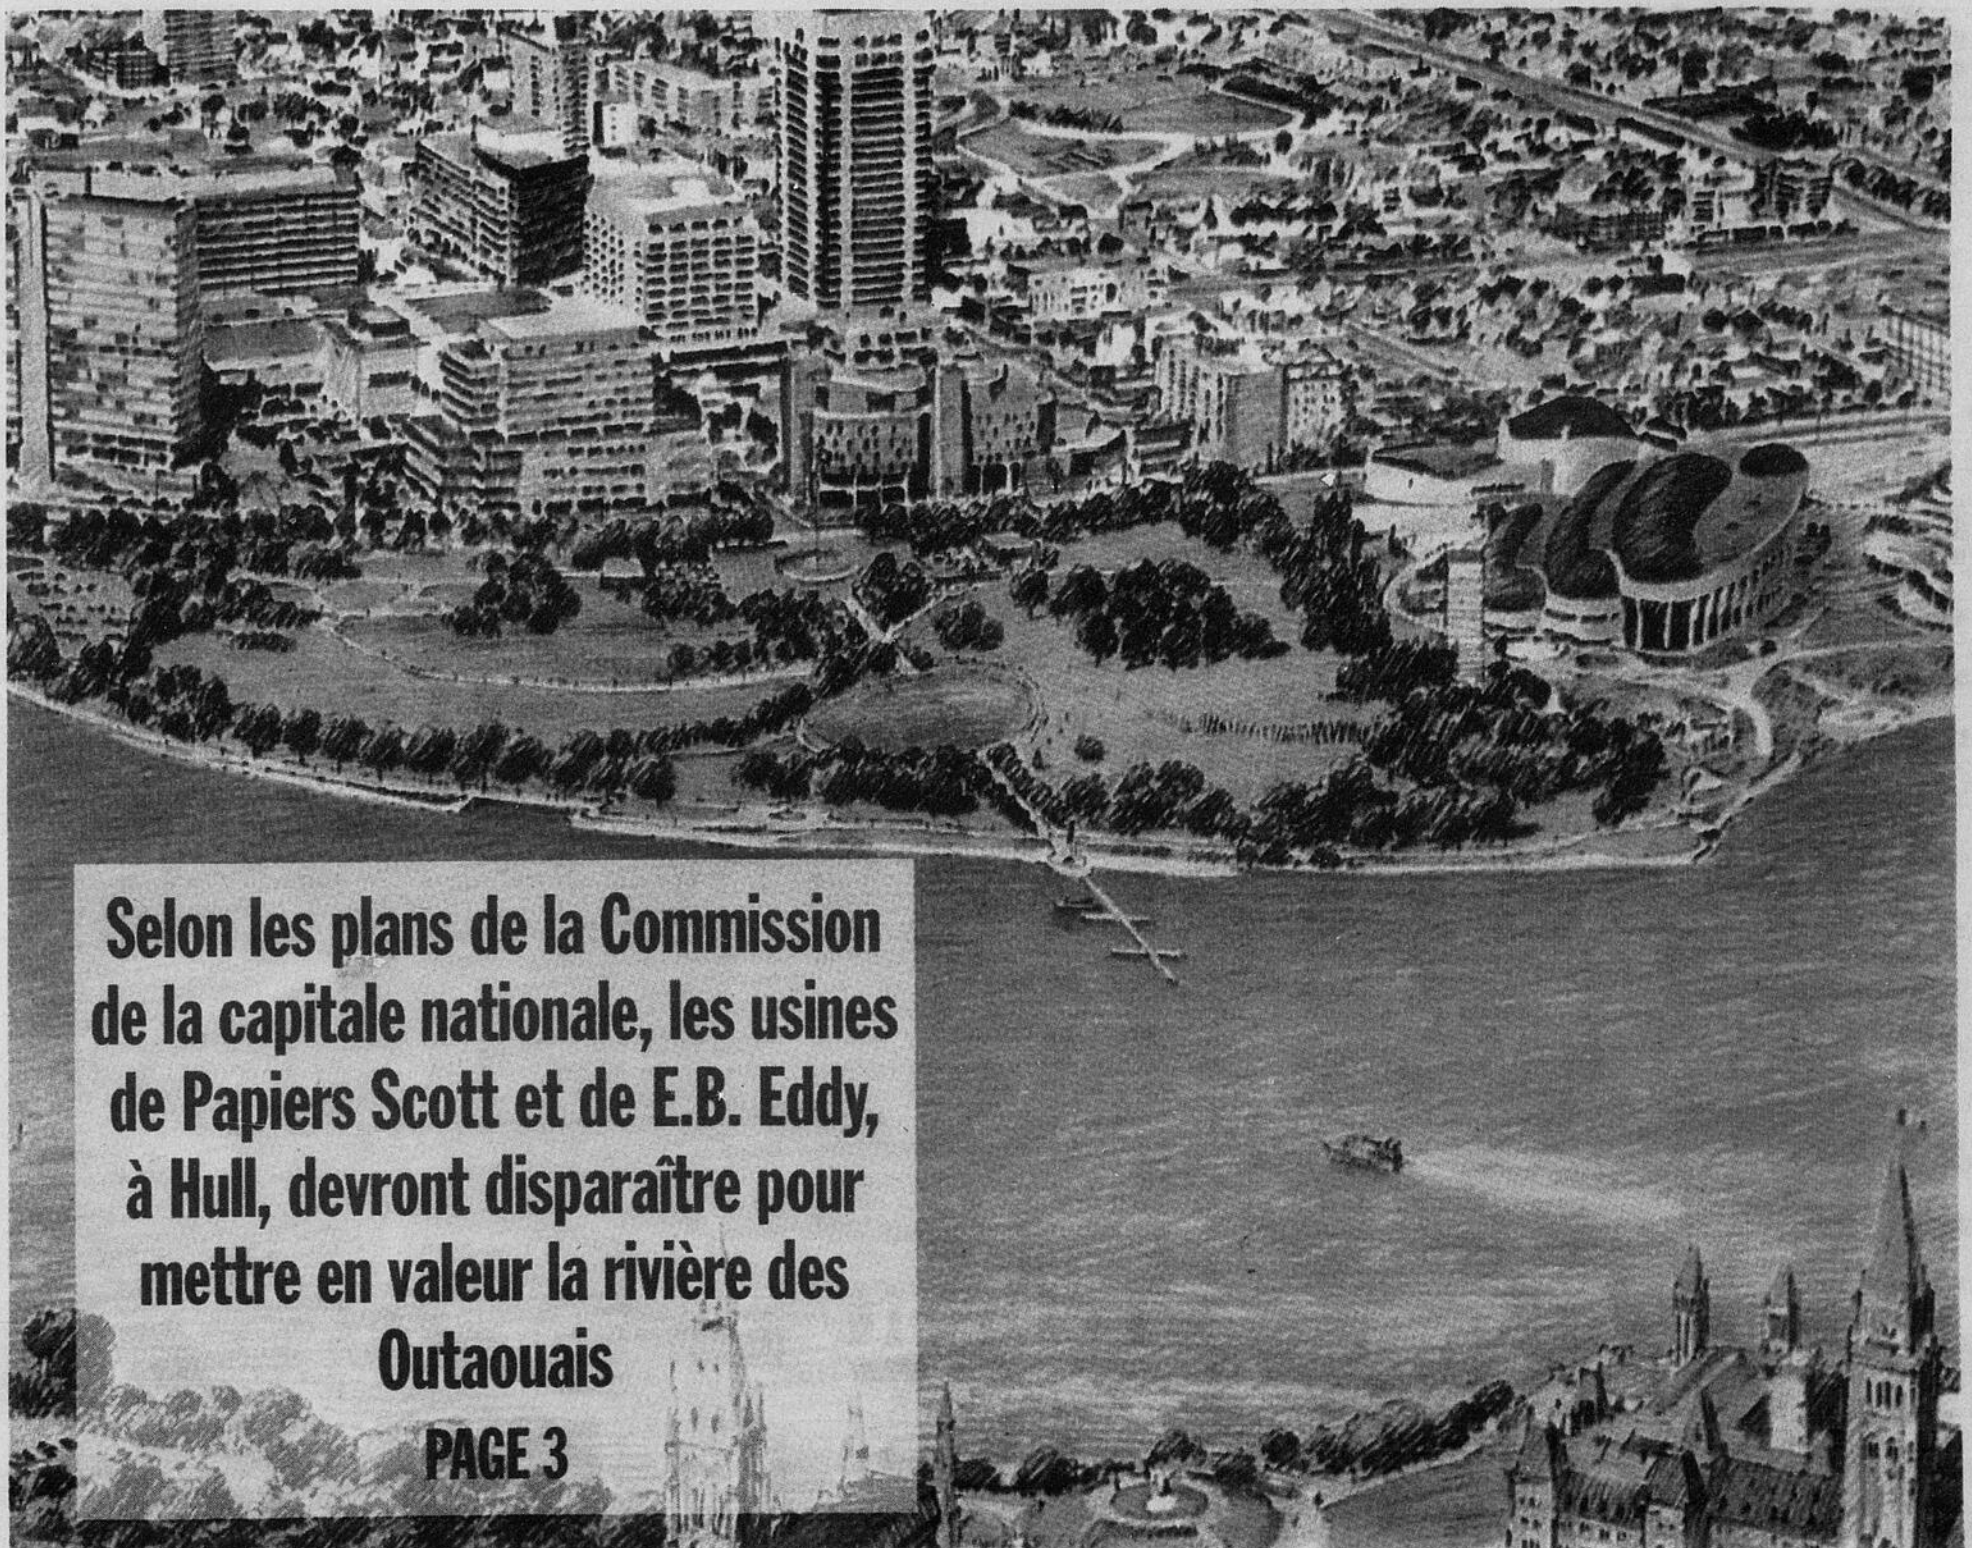 Selon les plans de la Commission
de la capitale nationale, les usines
de Papiers Scott et de E.B. Eddy,
à Hull, devront disparaître pour
mettre en valeur la rivière des
Outaouais
PAGE 3